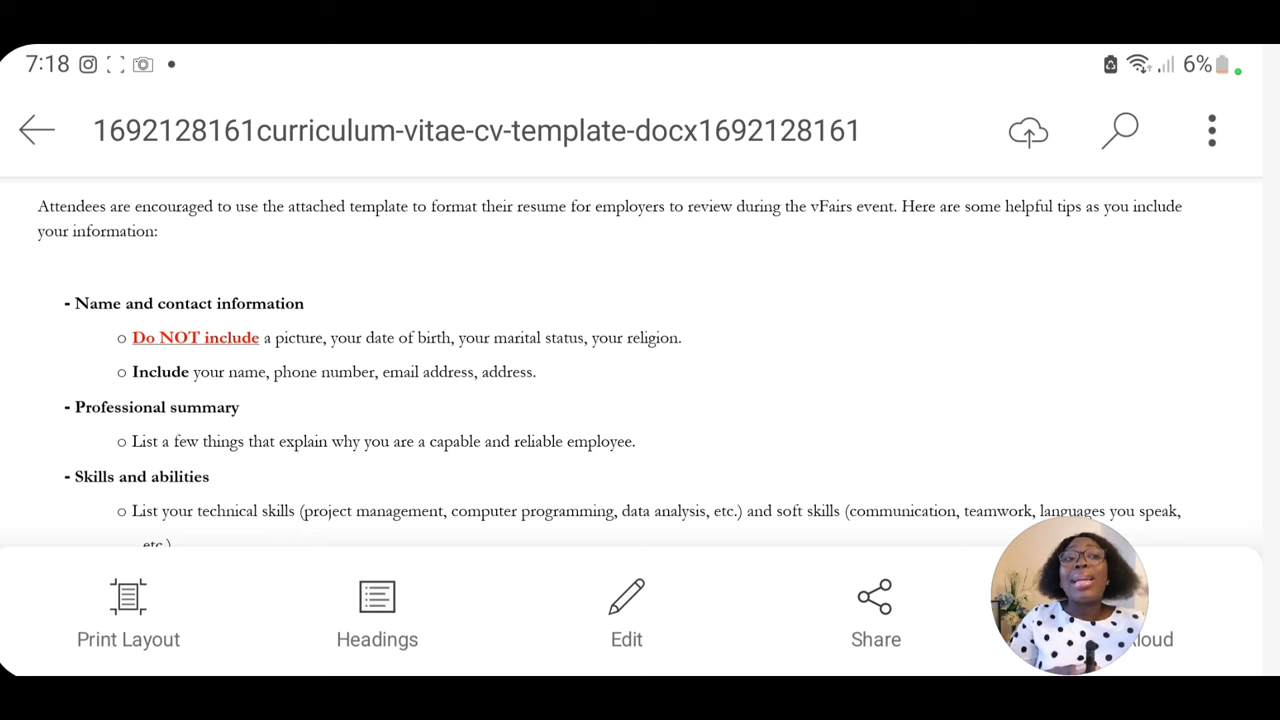 7:18
6%
1692128161curriculum-vitae-cv-template-docx1692128161
Attendees are encouraged to use the attached template to format their resume for employers to review during the vFairs event. Here are some helpful tips as you include
your information:
- Name and contact information
o Do NOT include a picture, your date of birth, your marital status, your religion.
o Include your name, phone number, email address, address.
- Professional summary
o List a few things that explain why you are a capable and reliable employee.
- Skills and abilities
o List your technical skills (project management, computer programming, data analysis, etc.) and soft skills (communication, teamwork, languages you speak,
etc.)
Print Layout
Headings
Edit
Share